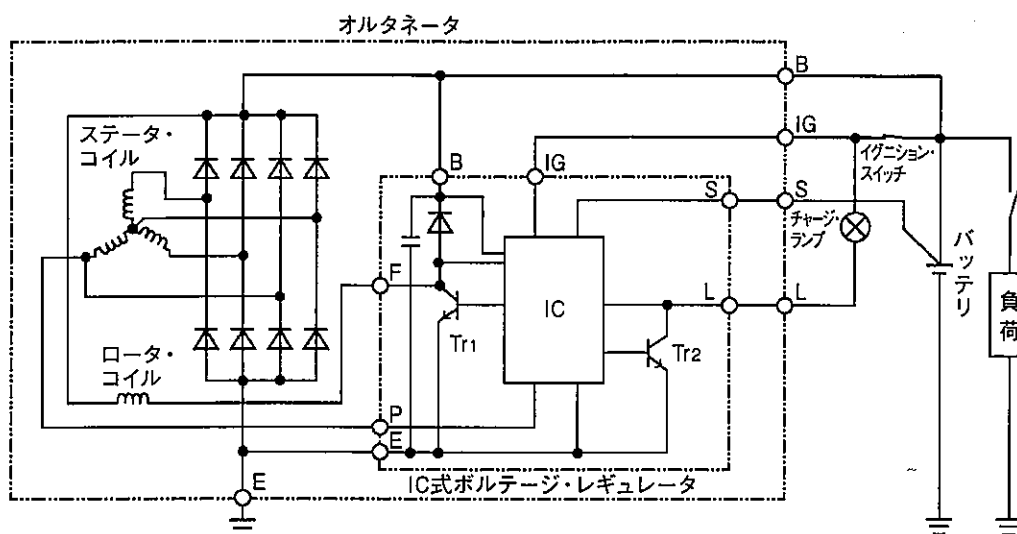 オルタネータ
B
IG
ステータ・
コイル
B
IG
イグニション・
スイッチ
S
S
チャージ・
ランプ
バッテリ
F
IC
L
L
負荷
Tr1
Tr2
ロータ・
コイル
P
E
E
IC式ボルテージ・レギュレータ